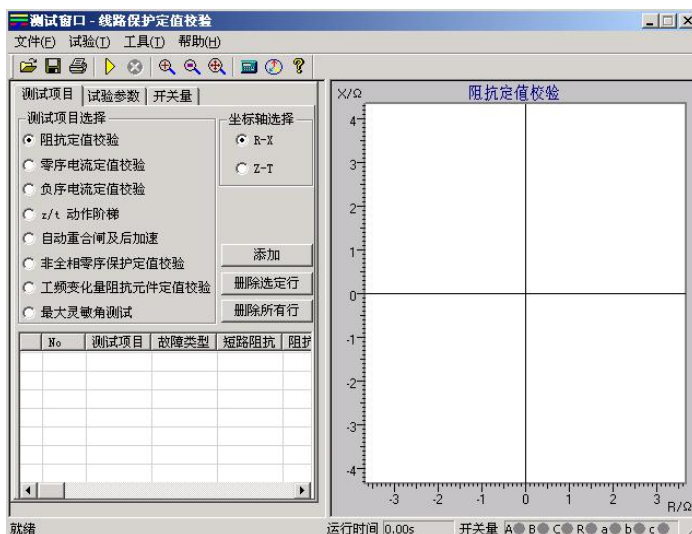 测试窗口 - 线路保护定值校验
文件(F) 试验(T) 工具(T) 帮助(H)
测试项目 试验参数 开关量
测试项目选择
阻抗定值校验
零序电流定值校验
负序电流定值校验
z/t 动作阶梯
自动重合闸及后加速
非全相零序保护定值校验
工频变化量阻抗元件定值校验
最大灵敏角测试
坐标轴选择
R-X
Z-T
添加
删除选定行
删除所有行
No 测试项目 故障类型 短路阻抗 阻抗
X/Ω 阻抗定值校验
4
3
2
1
0
-1
-2
-3
-4
-3 -2 -1 0 1 2 3 R/Ω
就绪 运行时间 0.00s 开关量 A B C R a b c